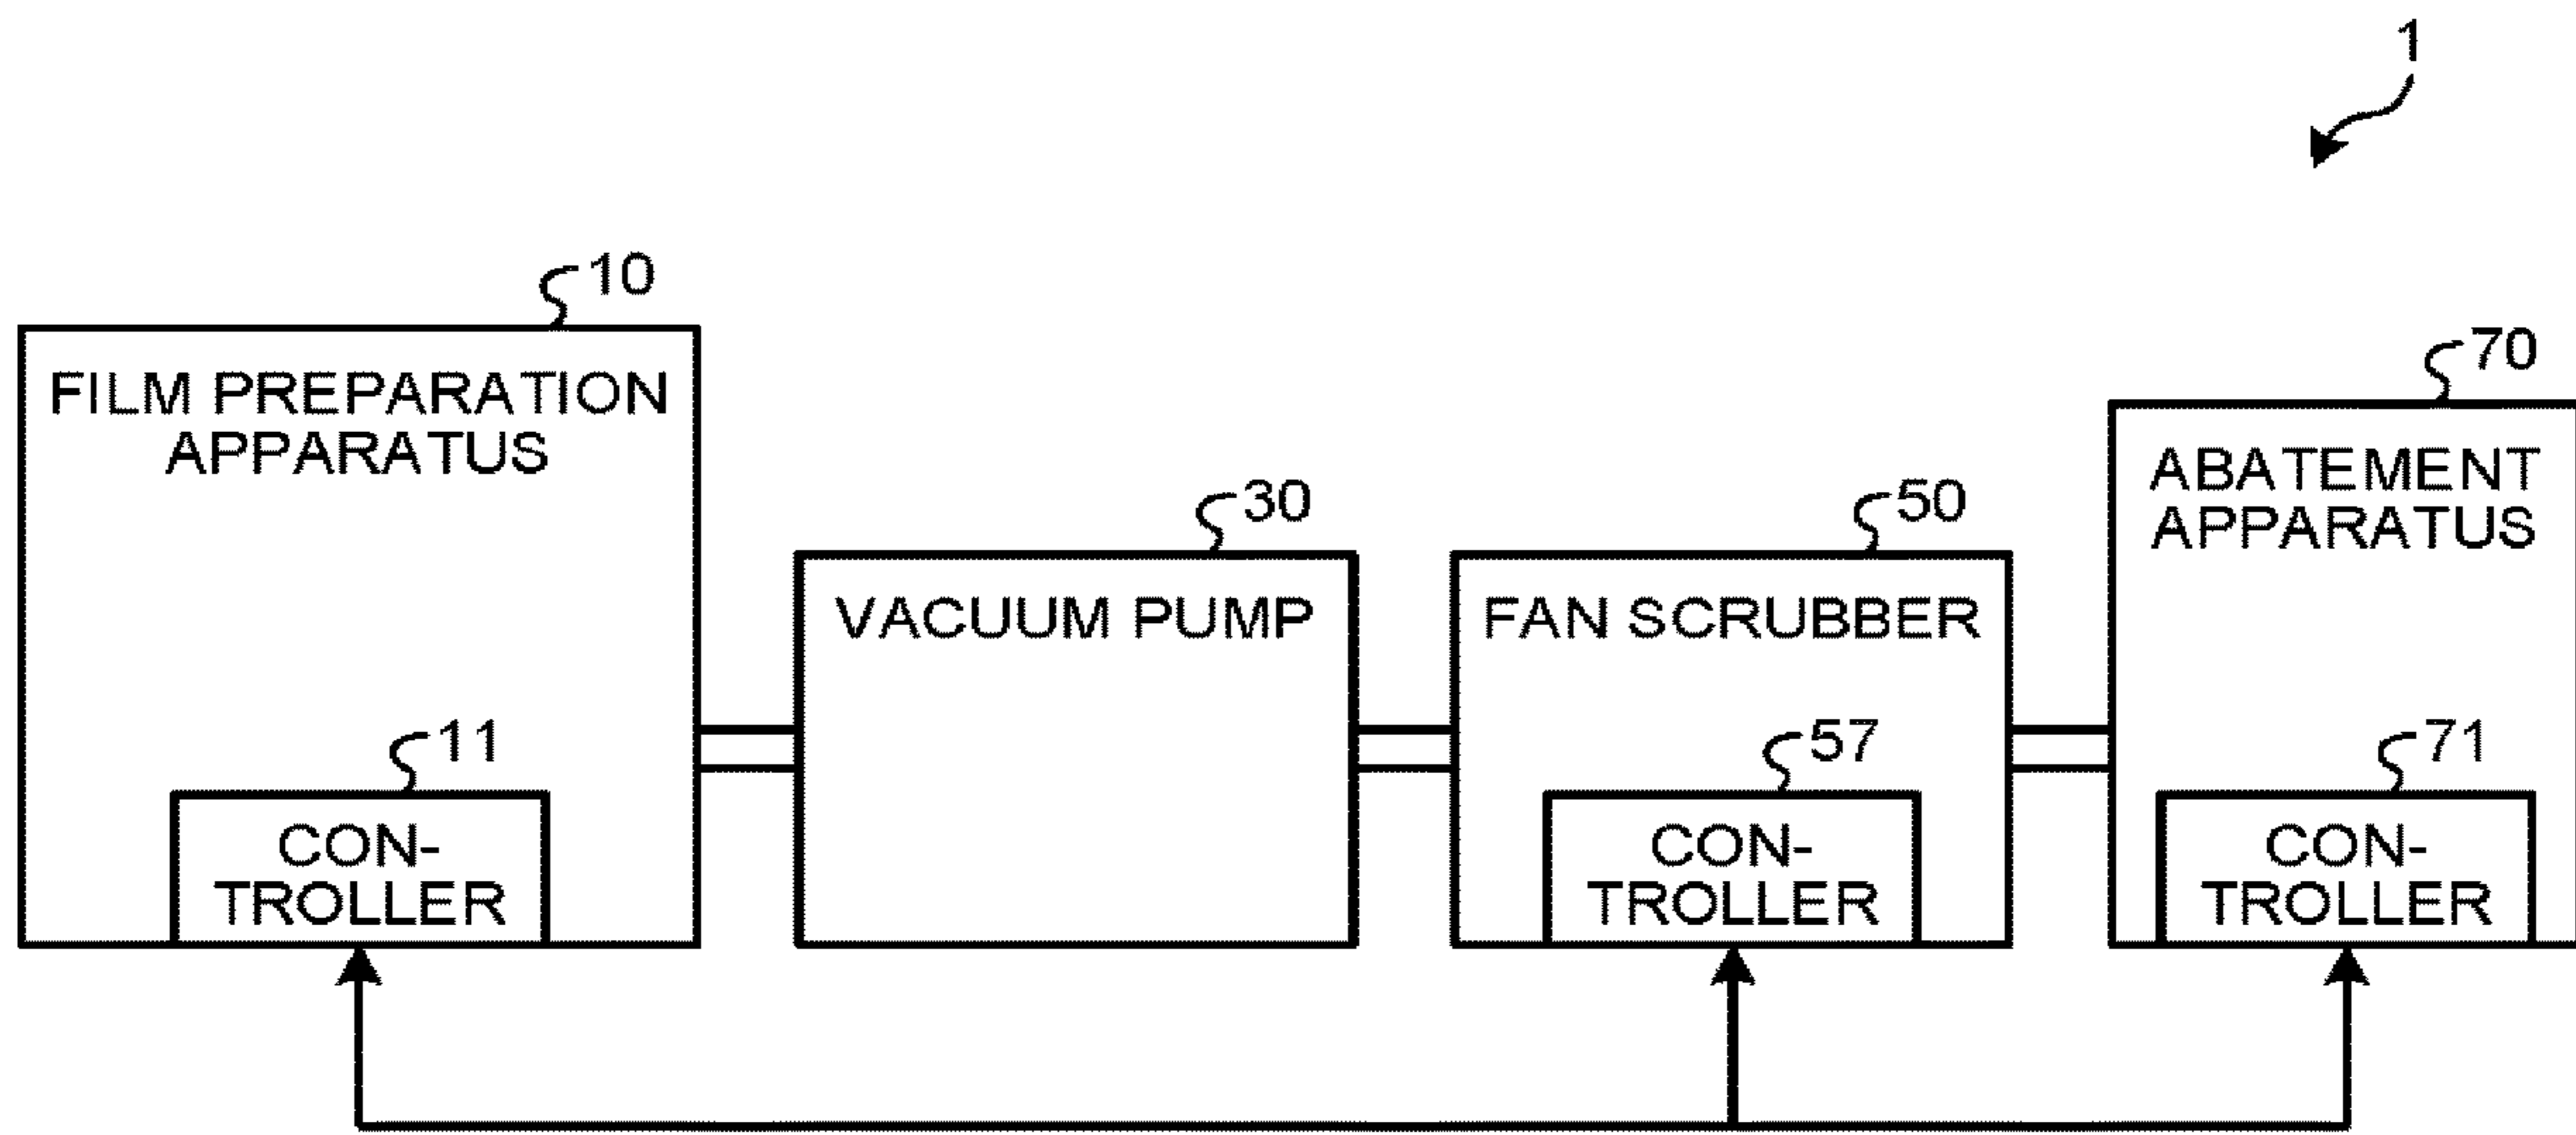 1
10
FILM PREPARATION
APPARATUS
11
CON-
TROLLER
30
VACUUM PUMP
50
FAN SCRUBBER
57
CON-
TROLLER
70
ABATEMENT
APPARATUS
71
CON-
TROLLER